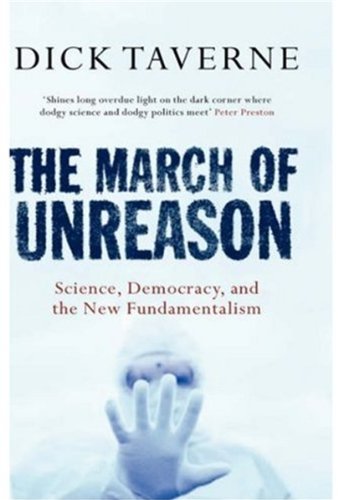 DICK TAVERNE
'Shines long overdue light on the dark corner where
dodgy science and dodgy politics meet' Peter Preston
THE MARCH OF
UNREASON
Science, Democracy, and
the New Fundamentalism